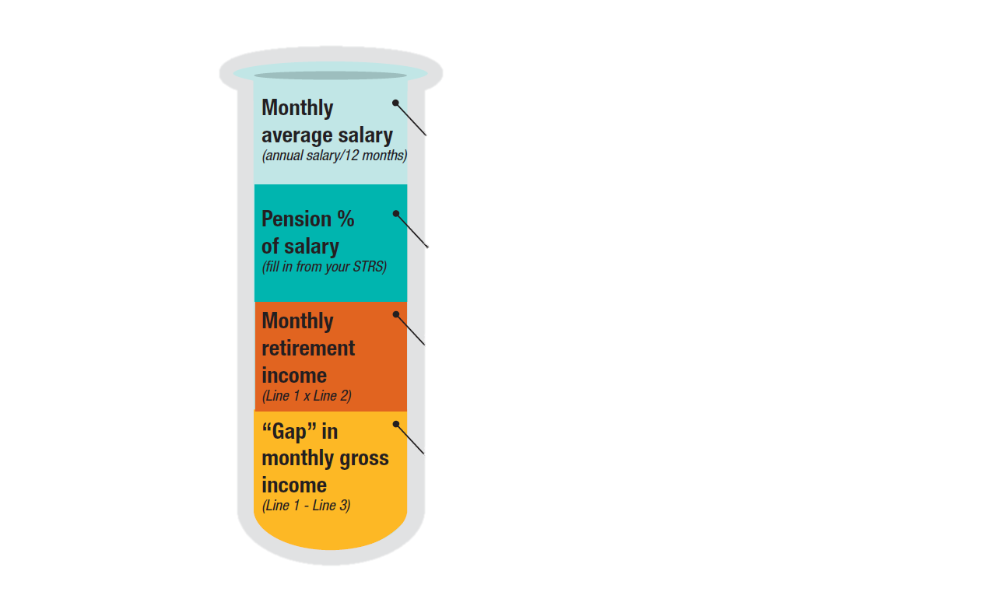 Monthly
average salary
(annual salary/12 months)
Pension %
of salary
(fill in from your STRS)
Monthly
retirement
income
(Line 1 x Line 2)
“Gap” in
monthly gross
income
(Line 1 - Line 3)